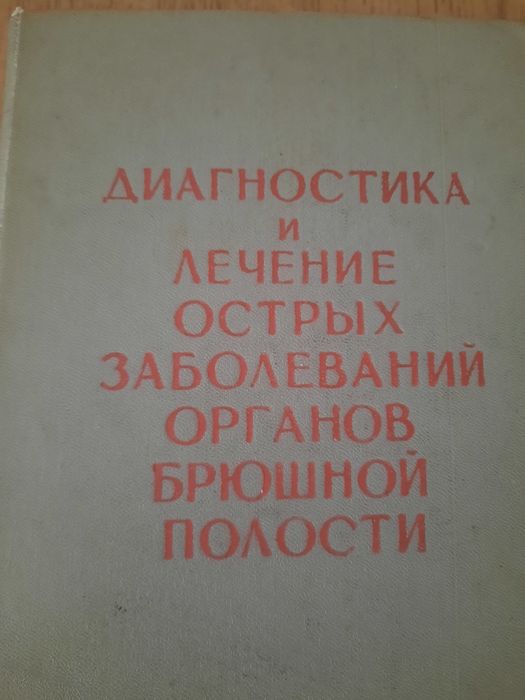 ДИАГНОСТИКА
и
ЛЕЧЕНИЕ
ОСТРЫХ
ЗАБОЛЕВАНИЙ
ОРГАНОВ
БРЮШНОЙ
ПОЛОСТИ